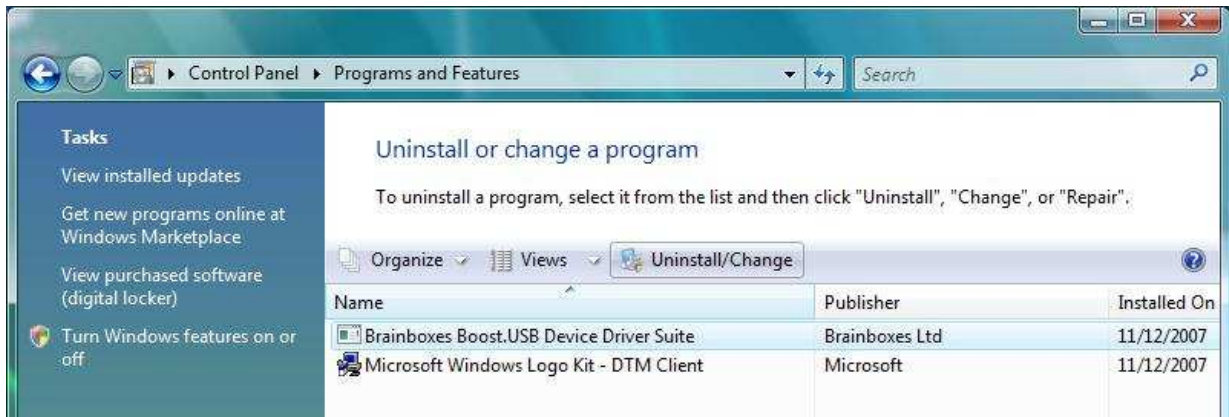 Control Panel Programs and Features
Search
Tasks
View installed updates
Get new programs online at
Windows Marketplace
View purchased software
(digital locker)
Turn Windows features on or
off
Uninstall or change a program
To uninstall a program, select it from the list and then click "Uninstall", "Change", or "Repair".
Organize Views Uninstall/Change
Name Publisher Installed On
Brainboxes Boost.USB Device Driver Suite Brainboxes Ltd 11/12/2007
Microsoft Windows Logo Kit - DTM Client Microsoft 11/12/2007